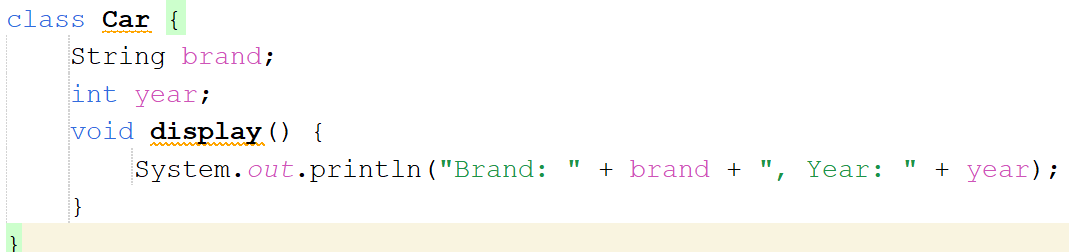 class Car {
    String brand;
    int year;
    void display() {
        System.out.println("Brand: " + brand + ", Year: " + year);
    }
}